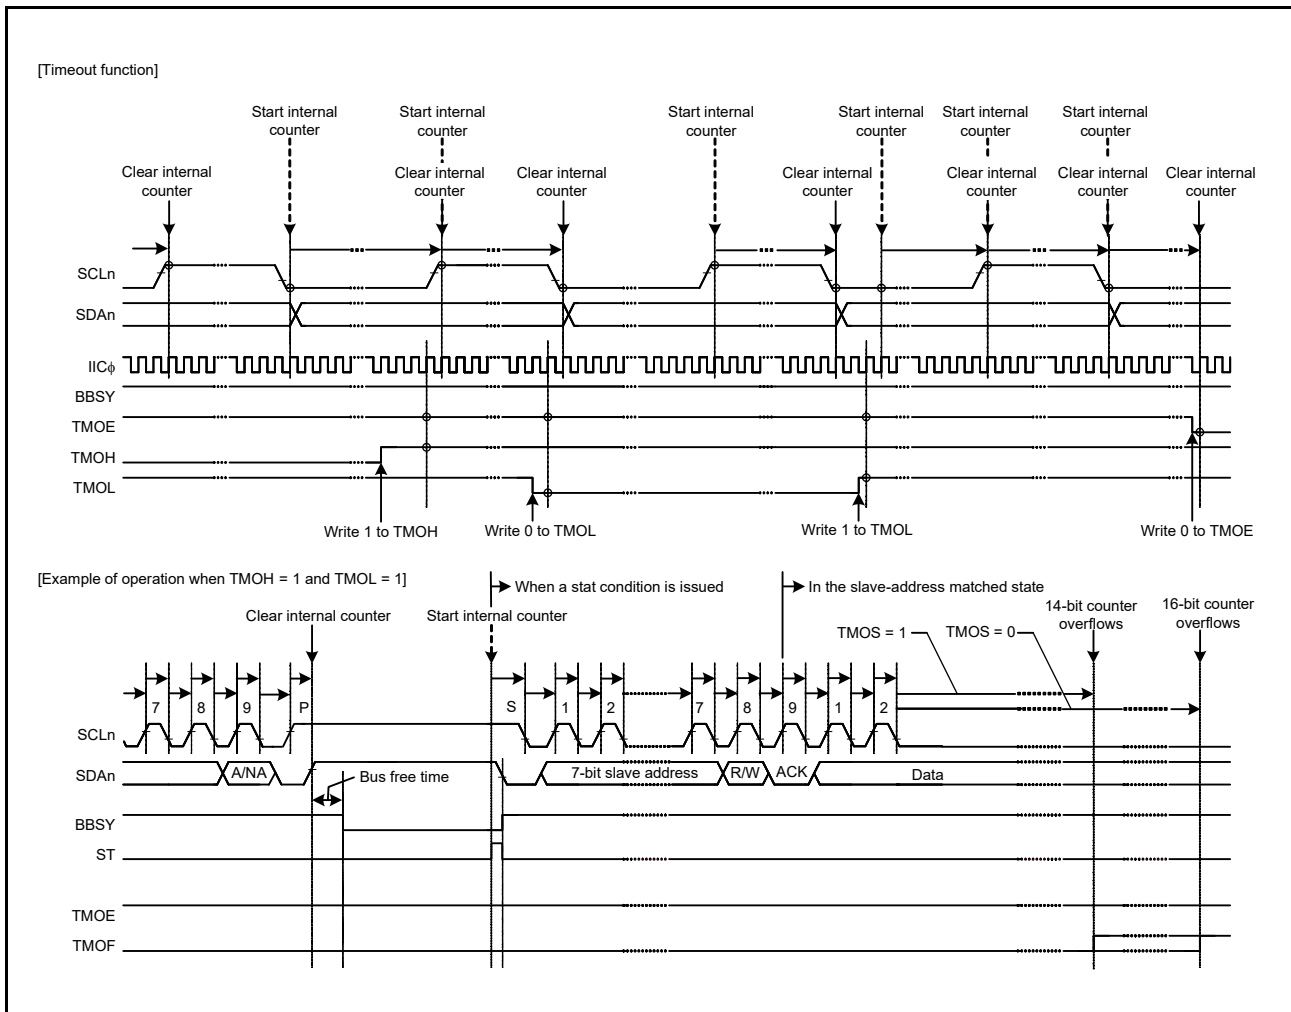 [Timeout function]
Start internal counter
Start internal counter
Start internal counter
Start internal counter
Start internal counter
Start internal counter
Clear internal counter
Clear internal counter
Clear internal counter
Clear internal counter
Clear internal counter
Clear internal counter
Clear internal counter
SCLn
SDAn
IICϕ
BBSY
TMOE
TMOH
TMOL
Write 1 to TMOH
Write 0 to TMOL
Write 1 to TMOL
Write 0 to TMOE
[Example of operation when TMOH = 1 and TMOL = 1]
When a stat condition is issued
In the slave-address matched state
Clear internal counter
Start internal counter
14-bit counter overflows
16-bit counter overflows
TMOS = 1
TMOS = 0
7 8 9 P S 1 2 7 8 9 1 2
SCLn
SDAn
A/NA
Bus free time
7-bit slave address
R/W
ACK
Data
BBSY
ST
TMOE
TMOF